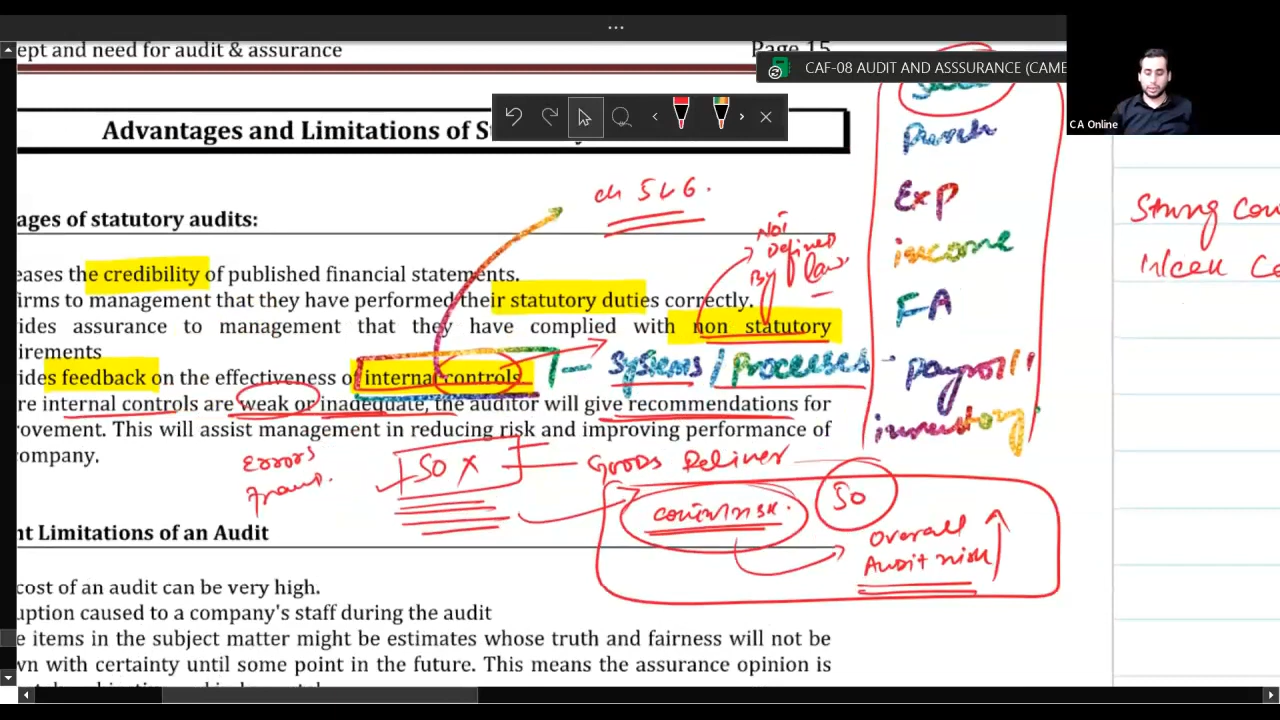 ept and need for audit & assurance
Page 15
CAF-08 AUDIT AND ASSSURANCE (CAME
C A Online
Advantages and Limitations of S
Purch
Exp
income
FA
payroll
inventory
ch 5 & 6.
Strong Con
Weak Co
ages of statutory audits:
Not
Defined
By law
eases the credibility of published financial statements.
irms to management that they have performed their statutory duties correctly.
ides assurance to management that they have complied with non statutory
irements
ides feedback on the effectiveness of internal controls
Systems / Processes
re internal controls are weak or inadequate, the auditor will give recommendations for
rovement. This will assist management in reducing risk and improving performance of
company.
Errors
Fraud.
SO X
Goods Deliver
control risk.
SO
Overall
Audit risk
nt Limitations of an Audit
cost of an audit can be very high.
uption caused to a company's staff during the audit
e items in the subject matter might be estimates whose truth and fairness will not be
wn with certainty until some point in the future. This means the assurance opinion is